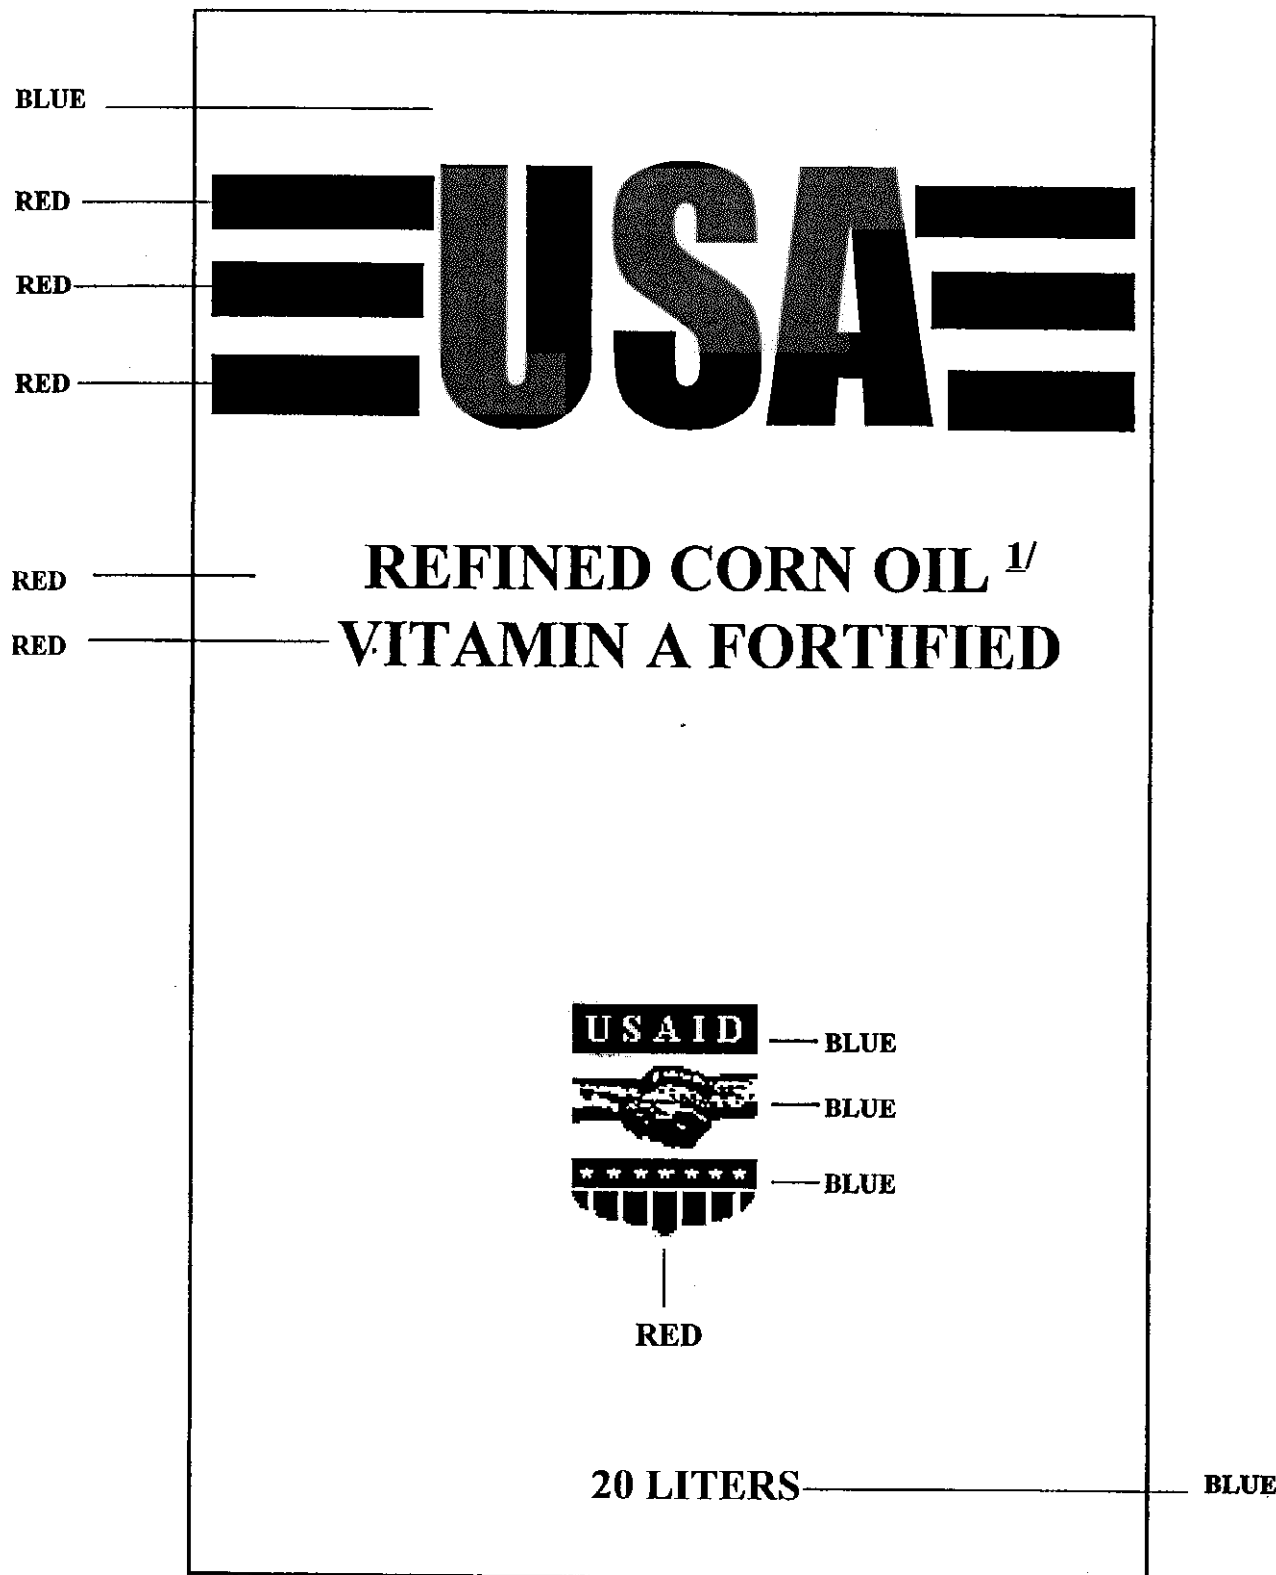 BLUE
USA
RED
RED
RED
RED REFINED CORN OIL 1/
RED VITAMIN A FORTIFIED
USAID BLUE
BLUE
* * * * * * * BLUE
RED
20 LITERS BLUE